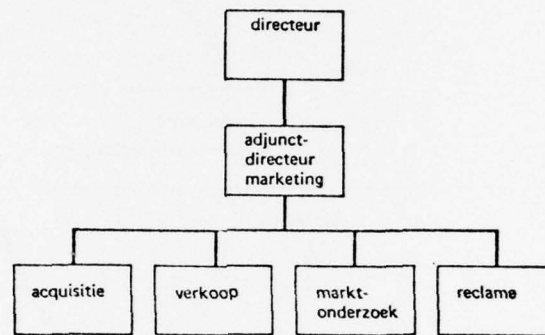 directeur
adjunct-
directeur
marketing
acquisitie
verkoop
markt-
onderzoek
reclame